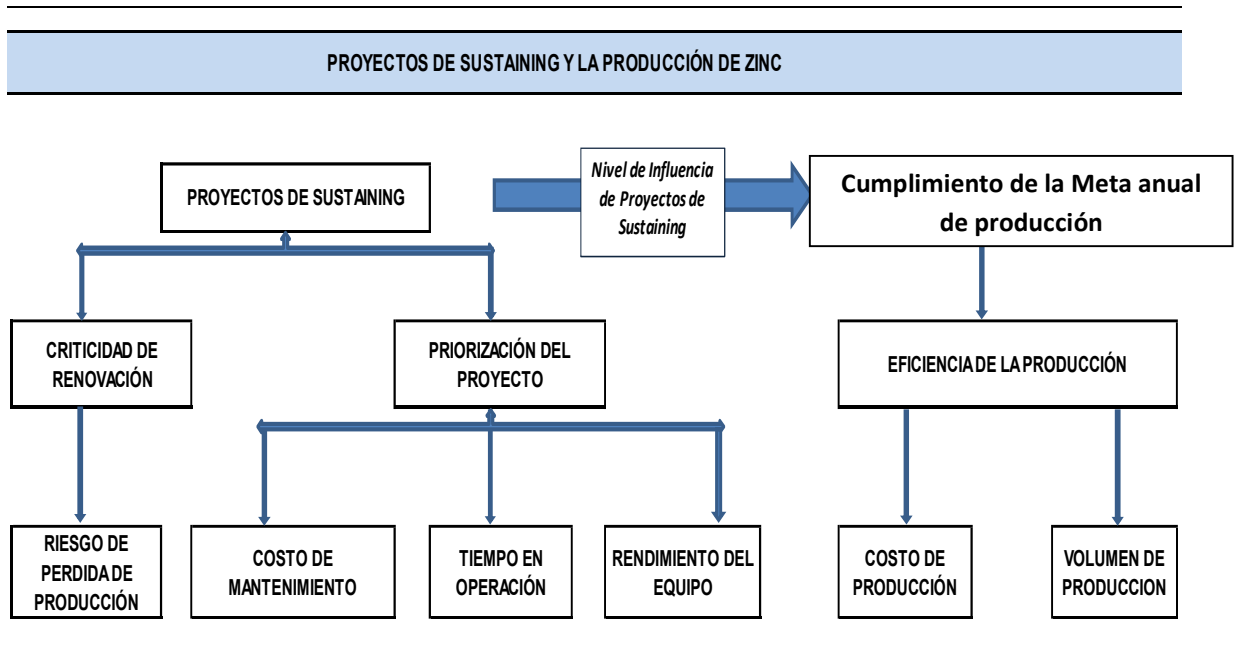 PROYECTOS DE SUSTAINING Y LA PRODUCCIÓN DE ZINC
PROYECTOS DE SUSTAINING
Nivel de Influencia
de Proyectos de
Sustaining
Cumplimiento de la Meta anual
de producción
CRITICIDAD DE
RENOVACIÓN
PRIORIZACIÓN DEL
PROYECTO
EFICIENCIA DE LA PRODUCCIÓN
RIESGO DE
PERDIDA DE
PRODUCCIÓN
COSTO DE
MANTENIMIENTO
TIEMPO EN
OPERACIÓN
RENDIMIENTO DEL
EQUIPO
COSTO DE
PRODUCCIÓN
VOLUMEN DE
PRODUCCION